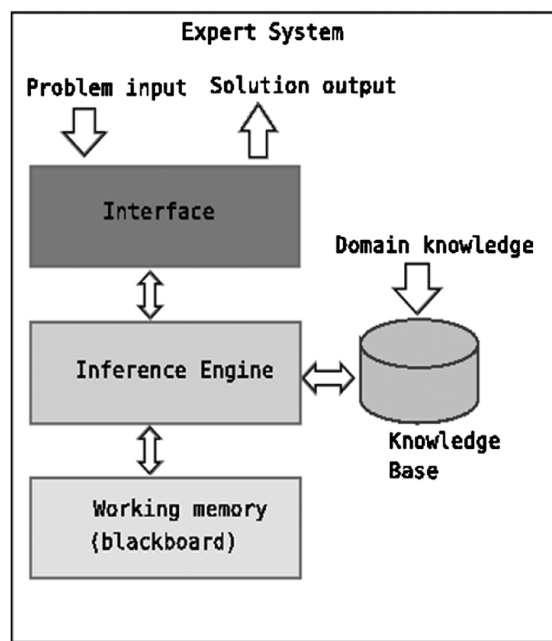 Expert System
Problem input
Solution output
Interface
Domain knowledge
Inference Engine
Knowledge
Base
Working memory
(blackboard)